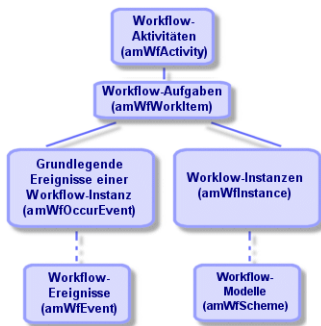 Workflow-
Aktivitäten
(amWfActivity)
Workflow-Aufgaben
(amWfWorkItem)
Grundlegende
Ereignisse einer
Workflow-Instanz
(amWfOccurEvent)
Worklow-Instanzen
(amWfInstance)
Workflow-
Ereignisse
(amWfEvent)
Workflow-
Modelle
(amWfScheme)